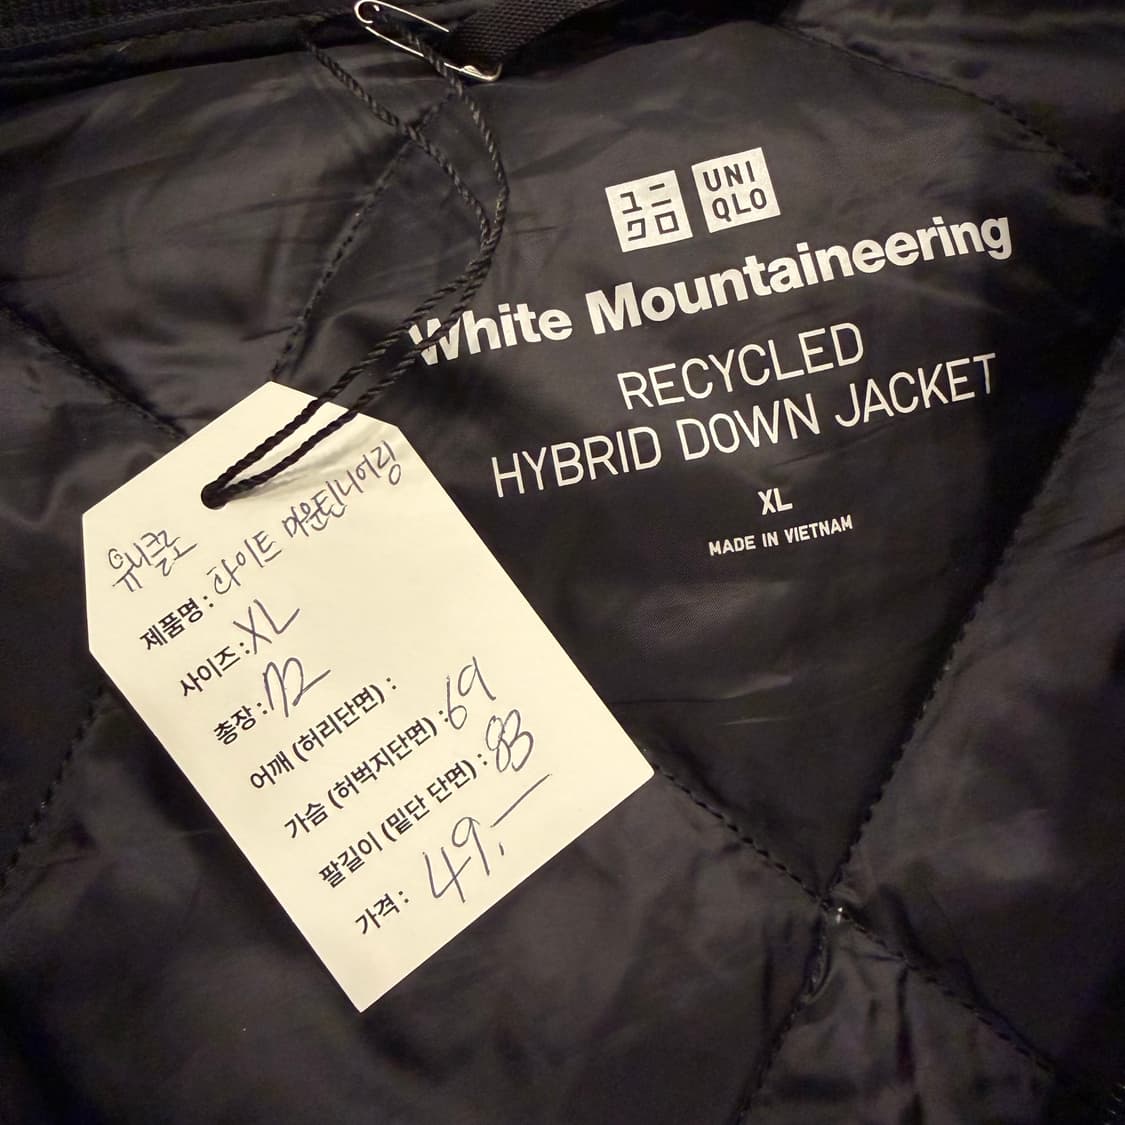 ユニ
クロ
UNI
QLO
White Mountaineering
RECYCLED
HYBRID DOWN JACKET
XL
MADE IN VIETNAM
유니클로
제품명 : 화이트 마운틴니어링
사이즈 : XL
총장 : 72
어깨 (허리단면) :
가슴 (허벅지단면) : 69
팔길이 (밑단 단면) : 83
가격 : 49,-